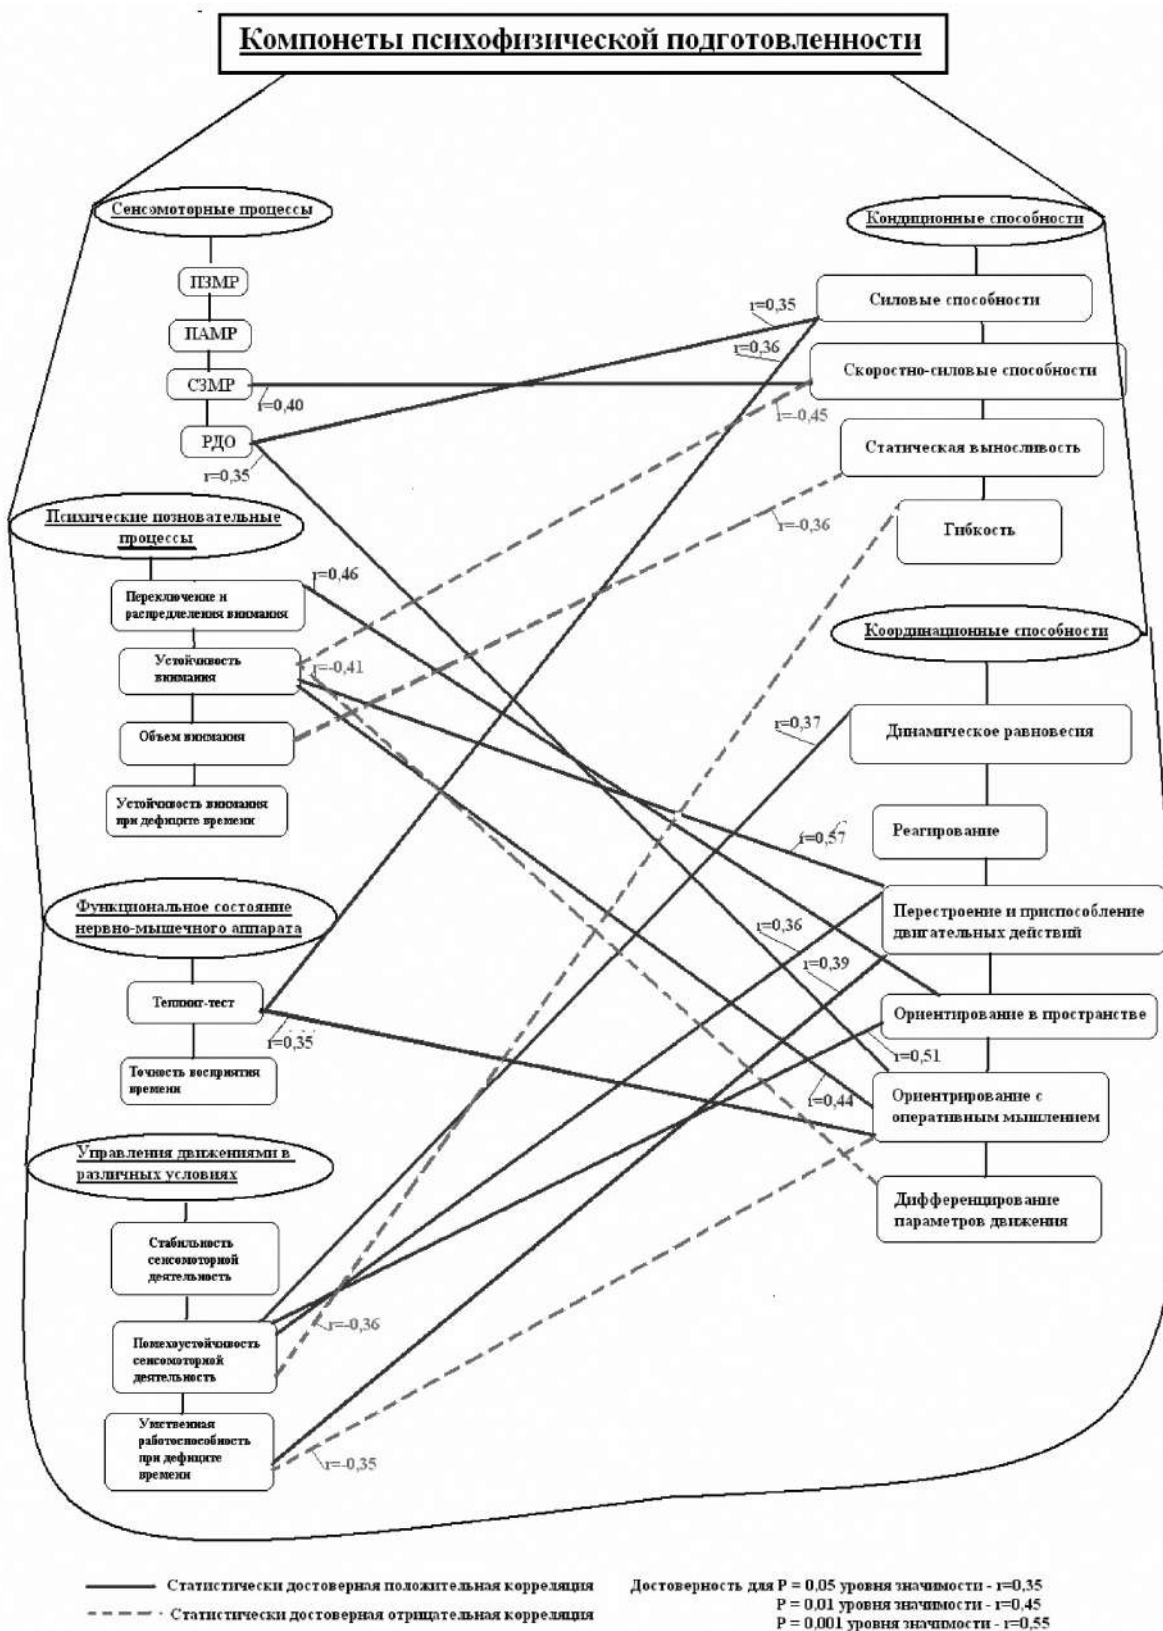 Компонеты психофизической подготовленности
Сенсомоторные процессы
ПЗМР
ПАМР
СЗМР
РДО
r=0,40
r=0,35
Психические позновательные
процессы
Переключение и
распредлеления внимания
r=0,46
Устойчивость
внимания
r=-0,41
Объем внимания
Устойчивость внимания
при дефиците времени
Функциональное состояние
нервно-мышечного аппарата
Теппинг-тест
r=0,35
Точность восприятия
времени
Управления движениями в
различных условиях
Стабильность
сенсомоторной
деятельность
Помехоустойчивость
сенсомоторной
деятельность
r=-0,36
Умственная
работоспособность
при дефиците
времени
r=-0,35
Кондиционные способности
r=0,35
Силовые способности
r=0,36
Скоростно-силовые способности
r=-0,45
Статическая выносливость
r=-0,36
Гибкость
Координационные способности
r=0,37
Динамическое равновесия
Реагирование
r=0,57
Перестроение и приспособление
двигательных действий
r=0,36
r=0,39
Ориентирование в пространстве
r=0,51
r=0,44
Ориентрирование с
оперативным мышлением
Дифференцирование
параметров движения
Статистически достоверная положительная корреляция
Статистически достоверная отрицательная корреляция
Достоверность для P = 0,05 уровня значимости - r=0,35
P = 0,01 уровня значимости - r=0,45
P = 0,001 уровня значимости - r=0,55